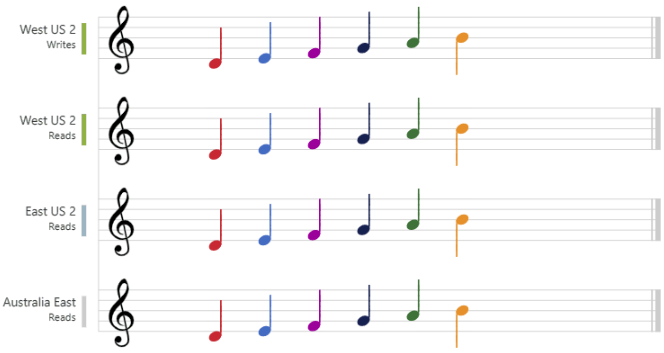 West US 2
Writes
West US 2
Reads
East US 2
Reads
Australia East
Reads